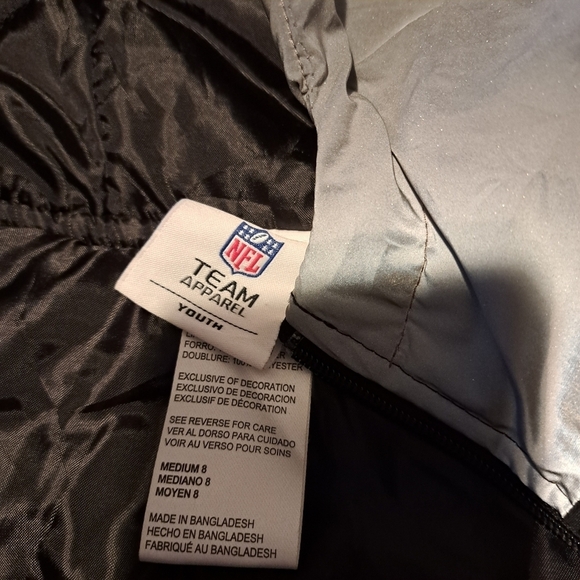 NFL
TEAM
APPAREL
YOUTH
DOUBLURE: 100%
EXCLUSIVE OF DECORATION
EXCLUSIVO DE DECORACION
EXCLUSIF DE DÉCORATION
SEE REVERSE FOR CARE
VER AL DORSO PARA CUIDADO
VOIR AU VERSO POUR SOINS
MEDIUM 8
MEDIANO 8
MOYEN 8
MADE IN BANGLADESH
HECHO EN BANGLADESH
FABRIQUÉ AU BANGLADESH